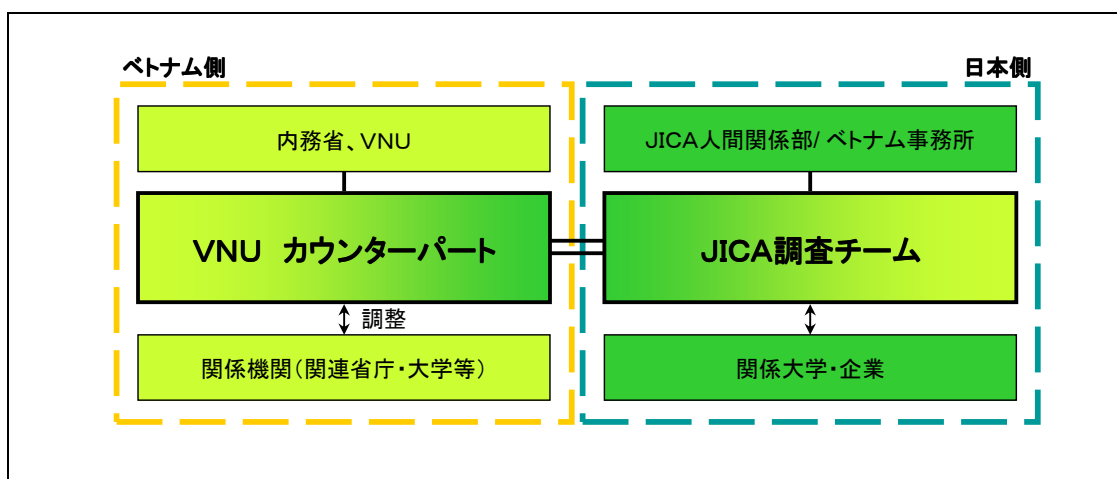 ベトナム側
日本側
内務省、VNU
JICA人間関係部/ ベトナム事務所
VNU カウンターパート
JICA調査チーム
調整
関係機関(関連省庁・大学等)
関係大学・企業